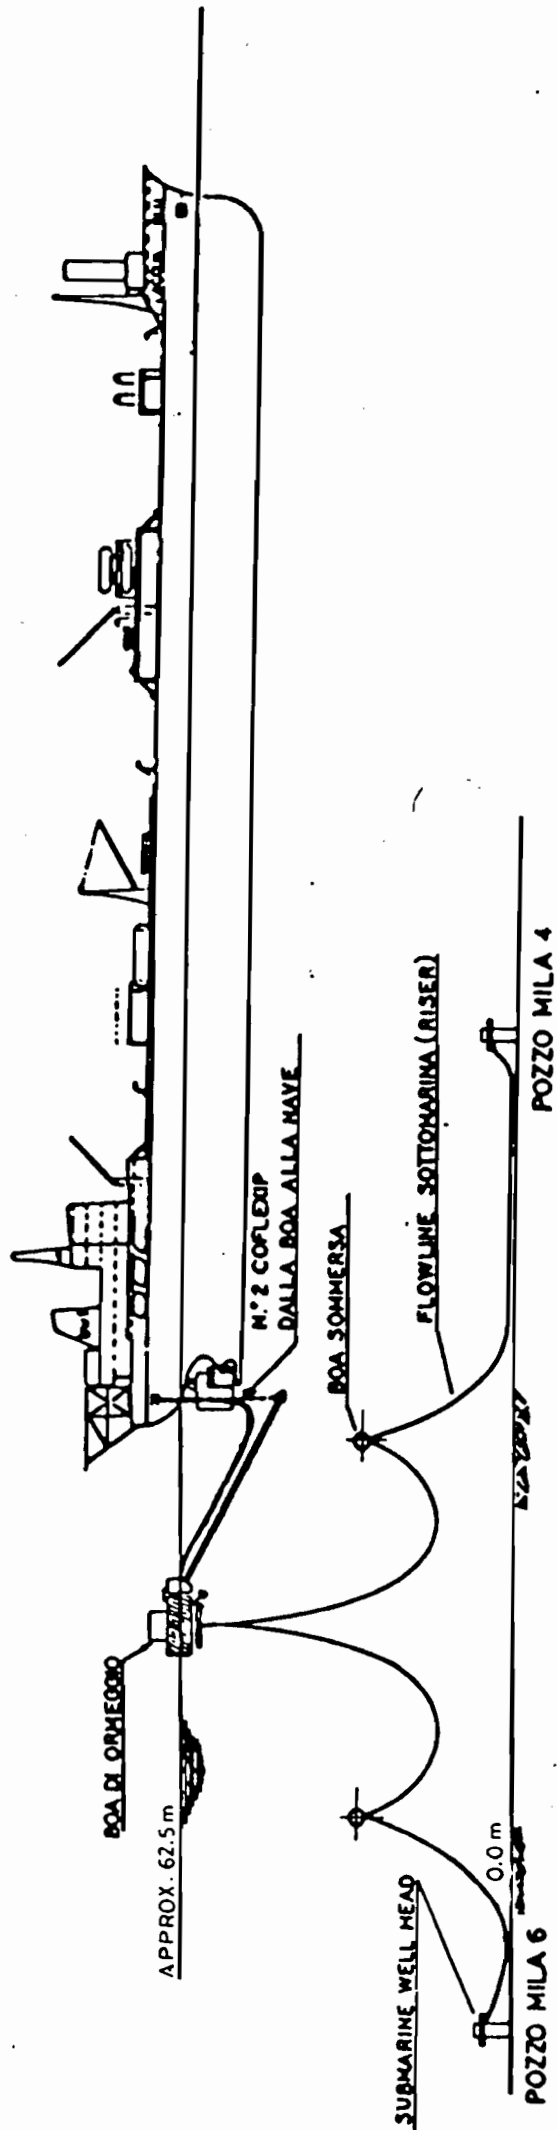 BOA DI ORMEGGIO
APPROX. 62.5 m
N.° 2 COFLEXIP
DALLA BOA ALLA NAVE
BOA SOMMERSA
FLOWLINE SOTTOMARINA (RISER)
SUBMARINE WELL HEAD
0.0 m
POZZO MILA 6
POZZO MILA 4